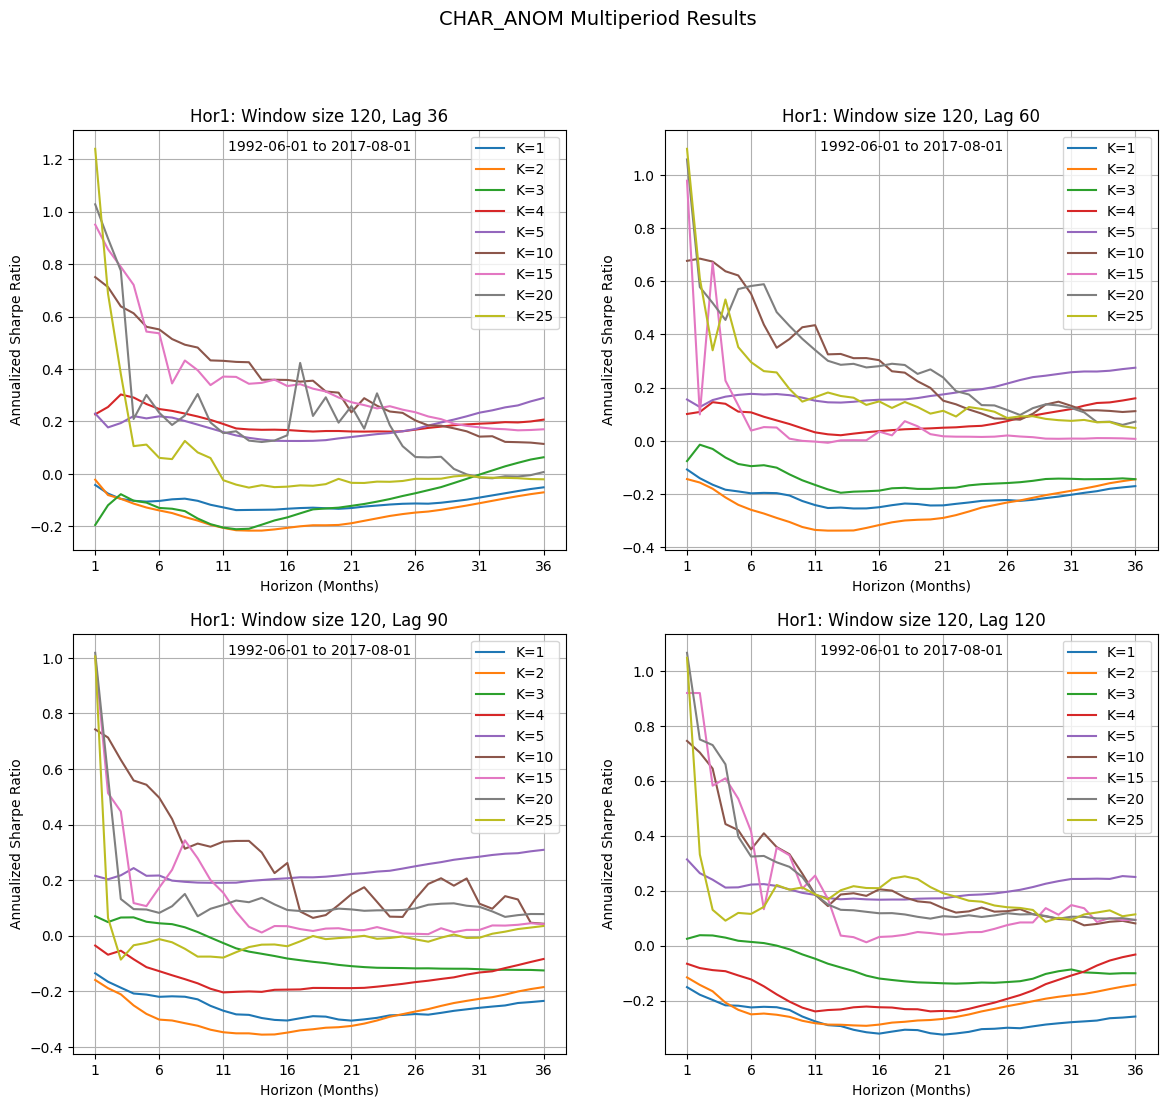 CHAR_ANOM Multiperiod Results
Hor1: Window size 120, Lag 36
1992-06-01 to 2017-08-01
K=1
K=2
K=3
K=4
K=5
K=10
K=15
K=20
K=25
Annualized Sharpe Ratio
1.2
1.0
0.8
0.6
0.4
0.2
0.0
−0.2
1 6 11 16 21 26 31 36
Horizon (Months)
Hor1: Window size 120, Lag 60
1992-06-01 to 2017-08-01
K=1
K=2
K=3
K=4
K=5
K=10
K=15
K=20
K=25
Annualized Sharpe Ratio
1.0
0.8
0.6
0.4
0.2
0.0
−0.2
−0.4
1 6 11 16 21 26 31 36
Horizon (Months)
Hor1: Window size 120, Lag 90
1992-06-01 to 2017-08-01
K=1
K=2
K=3
K=4
K=5
K=10
K=15
K=20
K=25
Annualized Sharpe Ratio
1.0
0.8
0.6
0.4
0.2
0.0
−0.2
−0.4
1 6 11 16 21 26 31 36
Horizon (Months)
Hor1: Window size 120, Lag 120
1992-06-01 to 2017-08-01
K=1
K=2
K=3
K=4
K=5
K=10
K=15
K=20
K=25
Annualized Sharpe Ratio
1.0
0.8
0.6
0.4
0.2
0.0
−0.2
1 6 11 16 21 26 31 36
Horizon (Months)